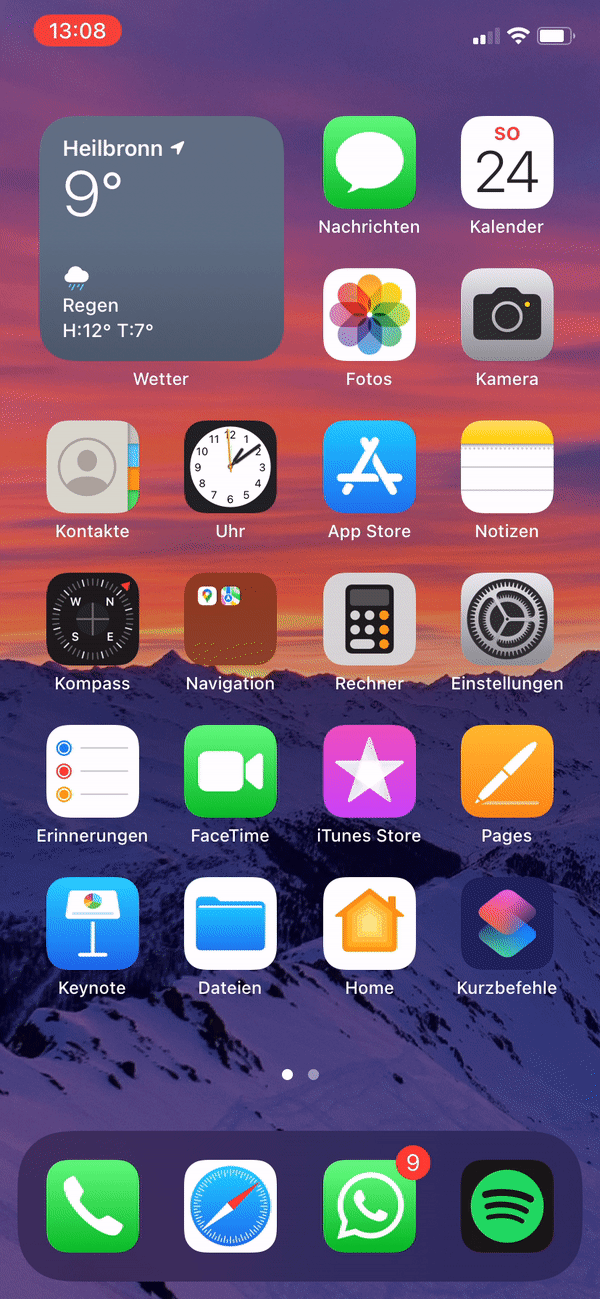 13:08
Heilbronn
9°
Regen
H:12° T:7°
Wetter
Nachrichten
SO
24
Kalender
Fotos
Kamera
Kontakte
12
1
2
3
4
5
6
7
8
9
10
11
Uhr
App Store
Notizen
W N
S E
Kompass
Navigation
Rechner
Einstellungen
Erinnerungen
FaceTime
iTunes Store
Pages
Keynote
Dateien
Home
Kurzbefehle
9